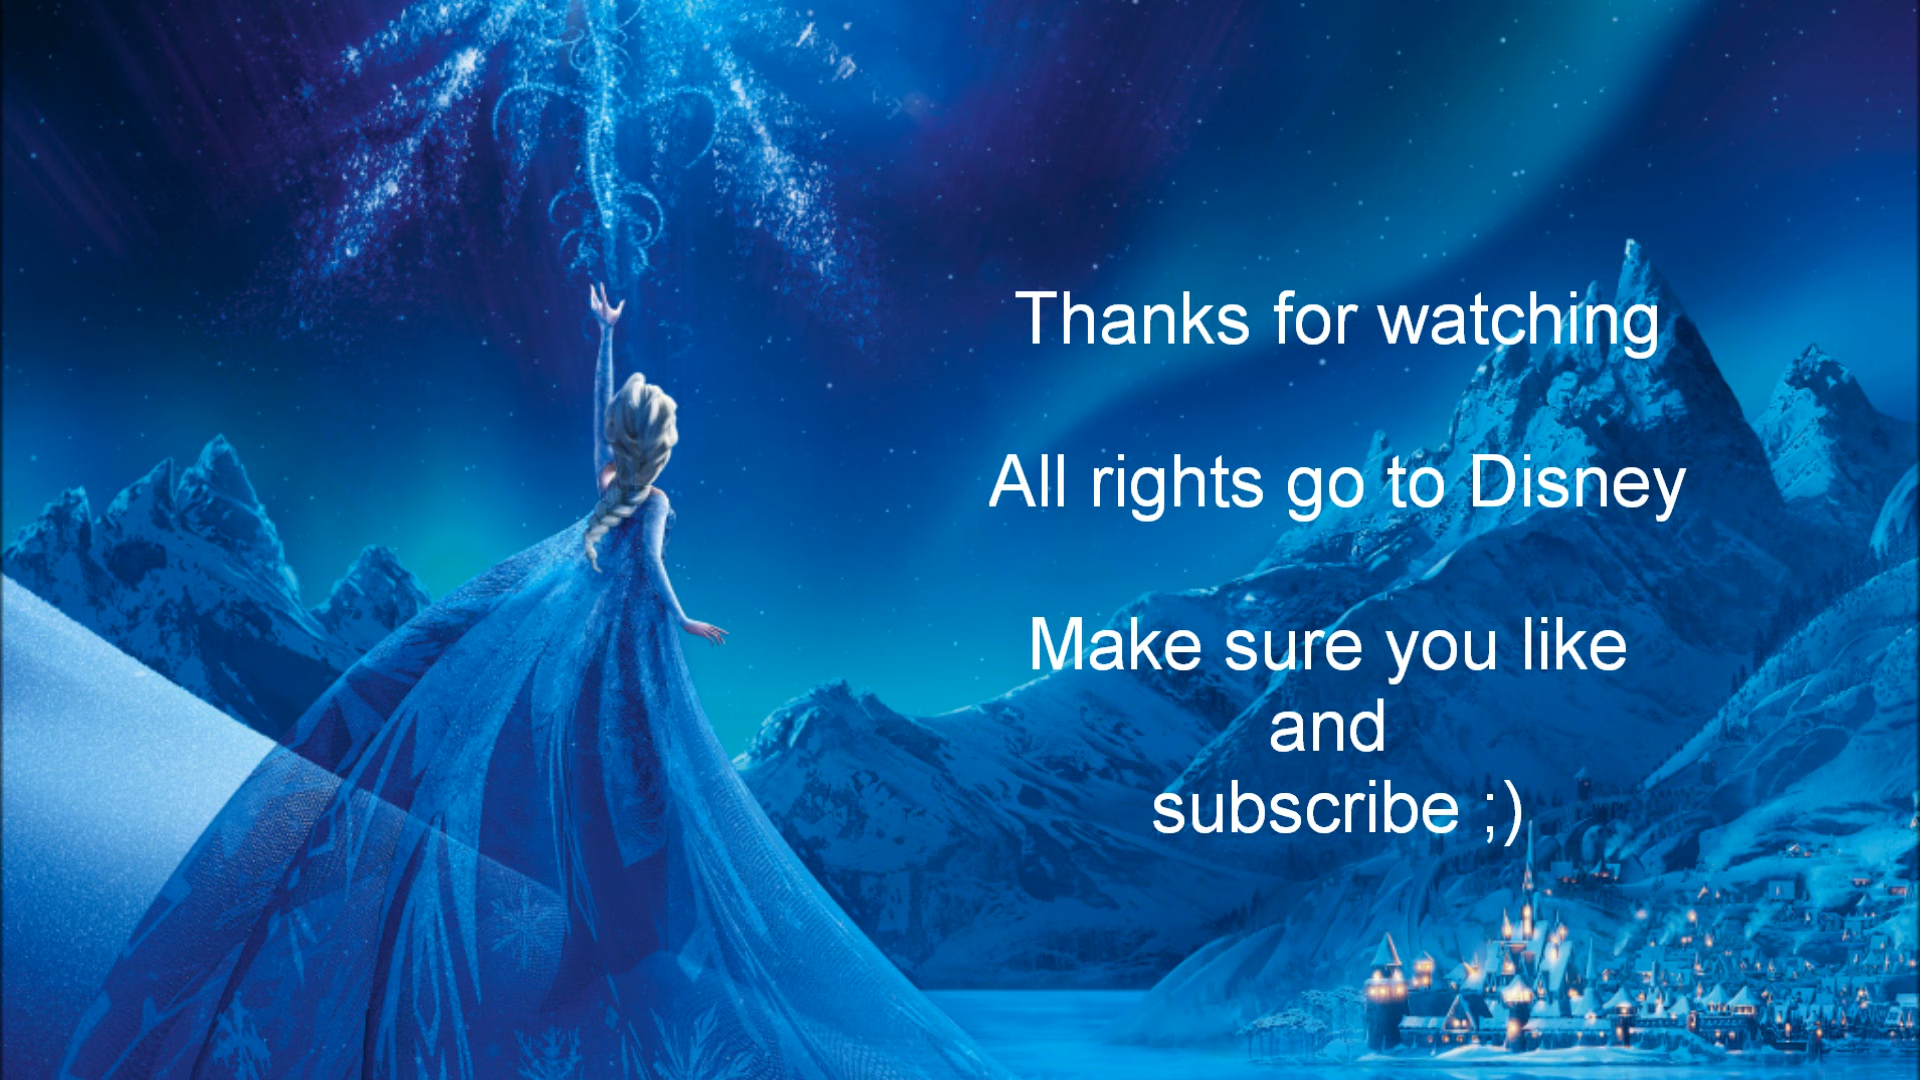 Thanks for watching
All rights go to Disney
Make sure you like
and
subscribe ;)